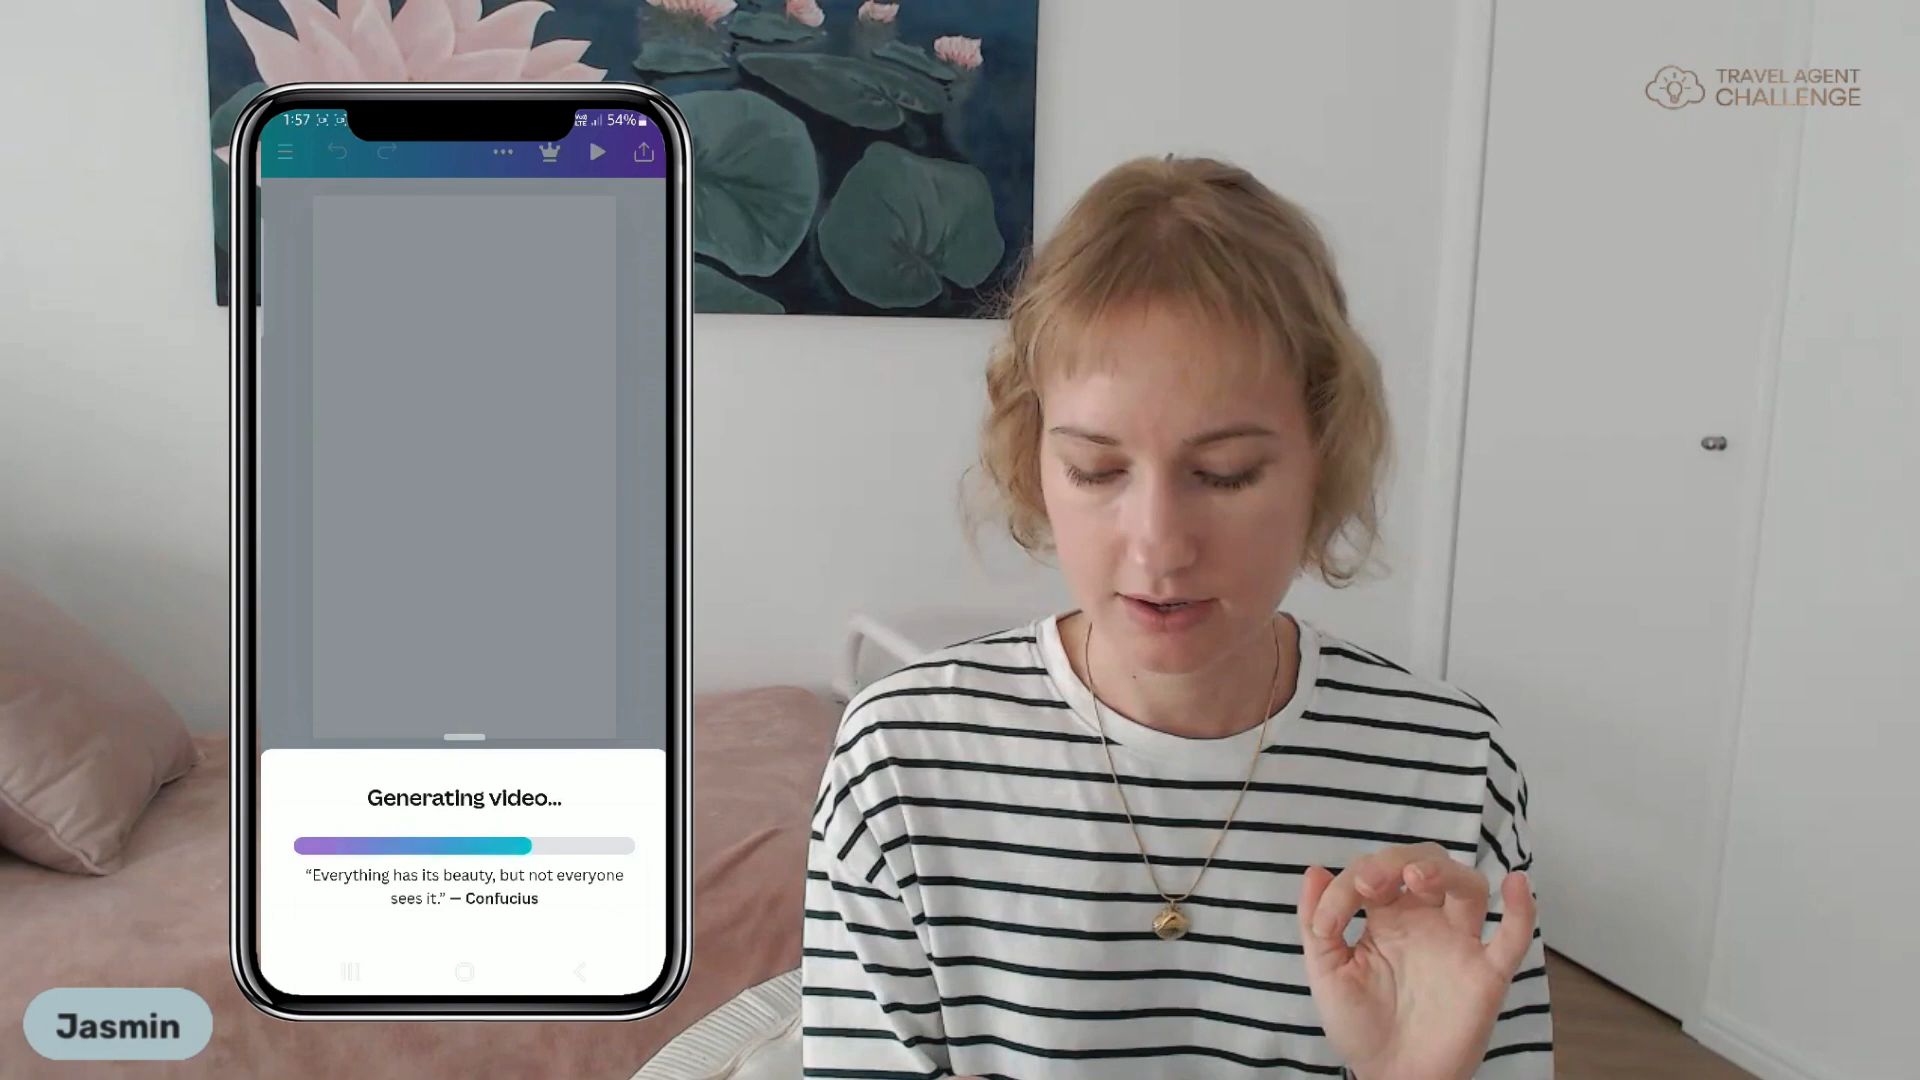 TRAVEL AGENT
CHALLENGE
1:57
54%
Generating video...
“Everything has its beauty, but not everyone
sees it.” — Confucius
Jasmin